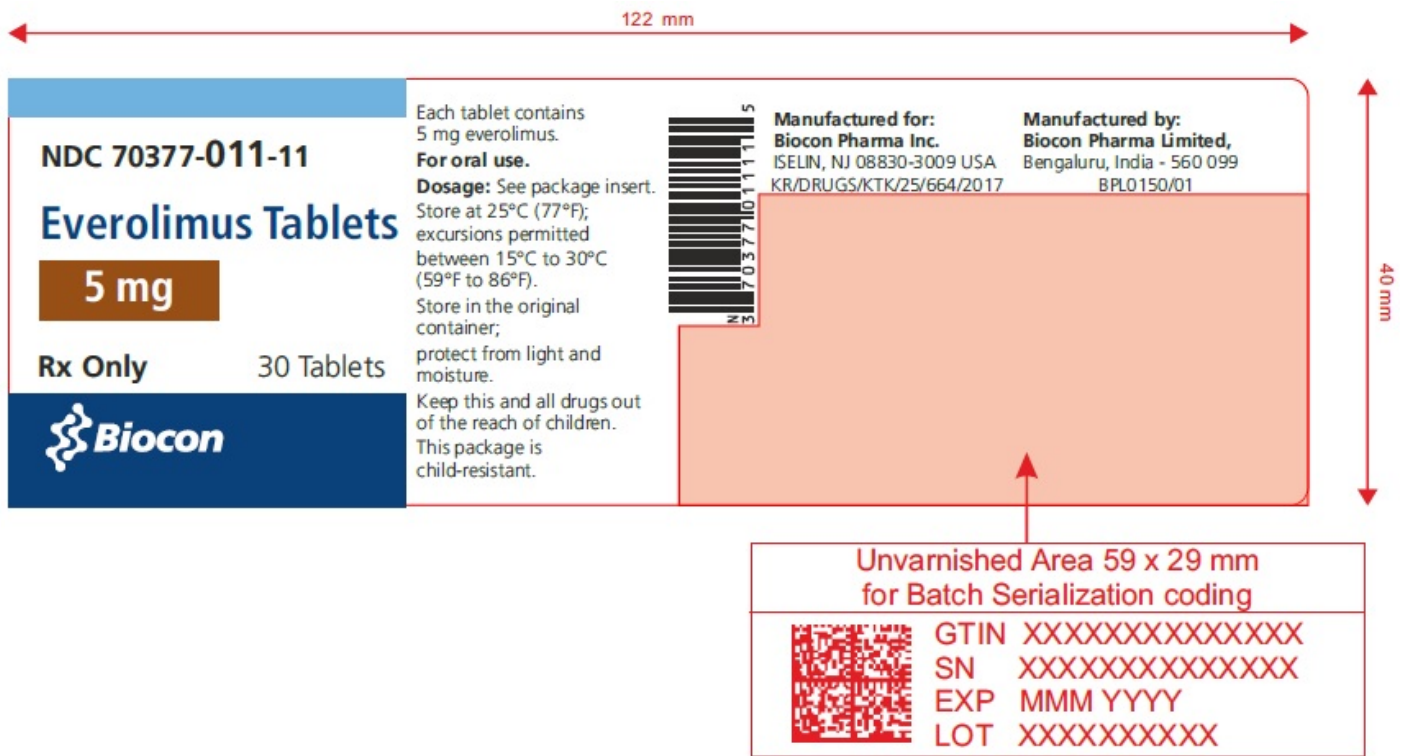 122 mm
40 mm
NDC 70377-011-11
Everolimus Tablets
5 mg
Rx Only 30 Tablets
Biocon
Each tablet contains
5 mg everolimus.
For oral use.
Dosage: See package insert.
Store at 25°C (77°F);
excursions permitted
between 15°C to 30°C
(59°F to 86°F).
Store in the original
container;
protect from light and
moisture.
Keep this and all drugs out
of the reach of children.
This package is
child-resistant.
N
3 70377 01111 5
Manufactured for:
Biocon Pharma Inc.
ISELIN, NJ 08830-3009 USA
KR/DRUGS/KTK/25/664/2017
Manufactured by:
Biocon Pharma Limited,
Bengaluru, India - 560 099
BPL0150/01
Unvarnished Area 59 x 29 mm
for Batch Serialization coding
GTIN XXXXXXXXXXXXXX
SN XXXXXXXXXXXXXX
EXP MMM YYYY
LOT XXXXXXXXXX